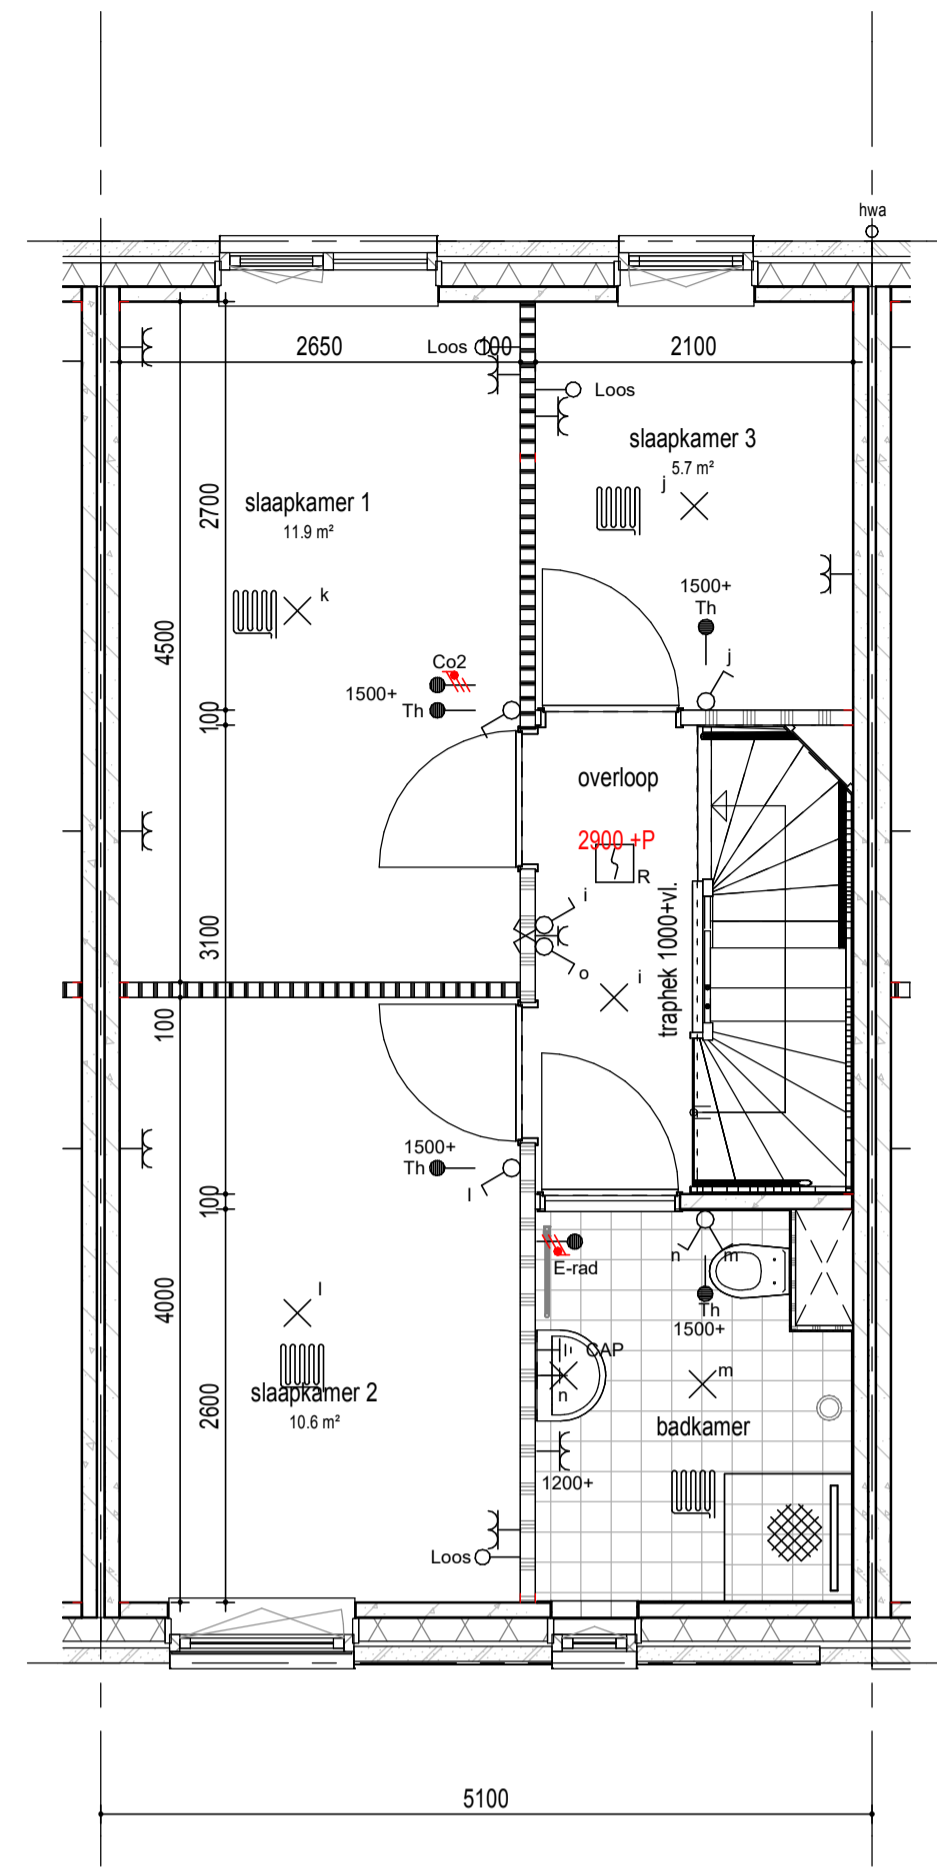 hwa
2650
Loos
100
2100
Loos
slaapkamer 3
5.7 m²
j
2700
slaapkamer 1
11.9 m²
k
1500+
Th
4500
j
Co2
1500+
Th
100
overloop
2900 +P
R
i
traphek 1000+vl.
3100
o
i
100
1500+
Th
l
100
n
m
E-rad
Th
1500+
4000
l
CAP
m
n
slaapkamer 2
10.6 m²
2600
badkamer
1200+
Loos
5100